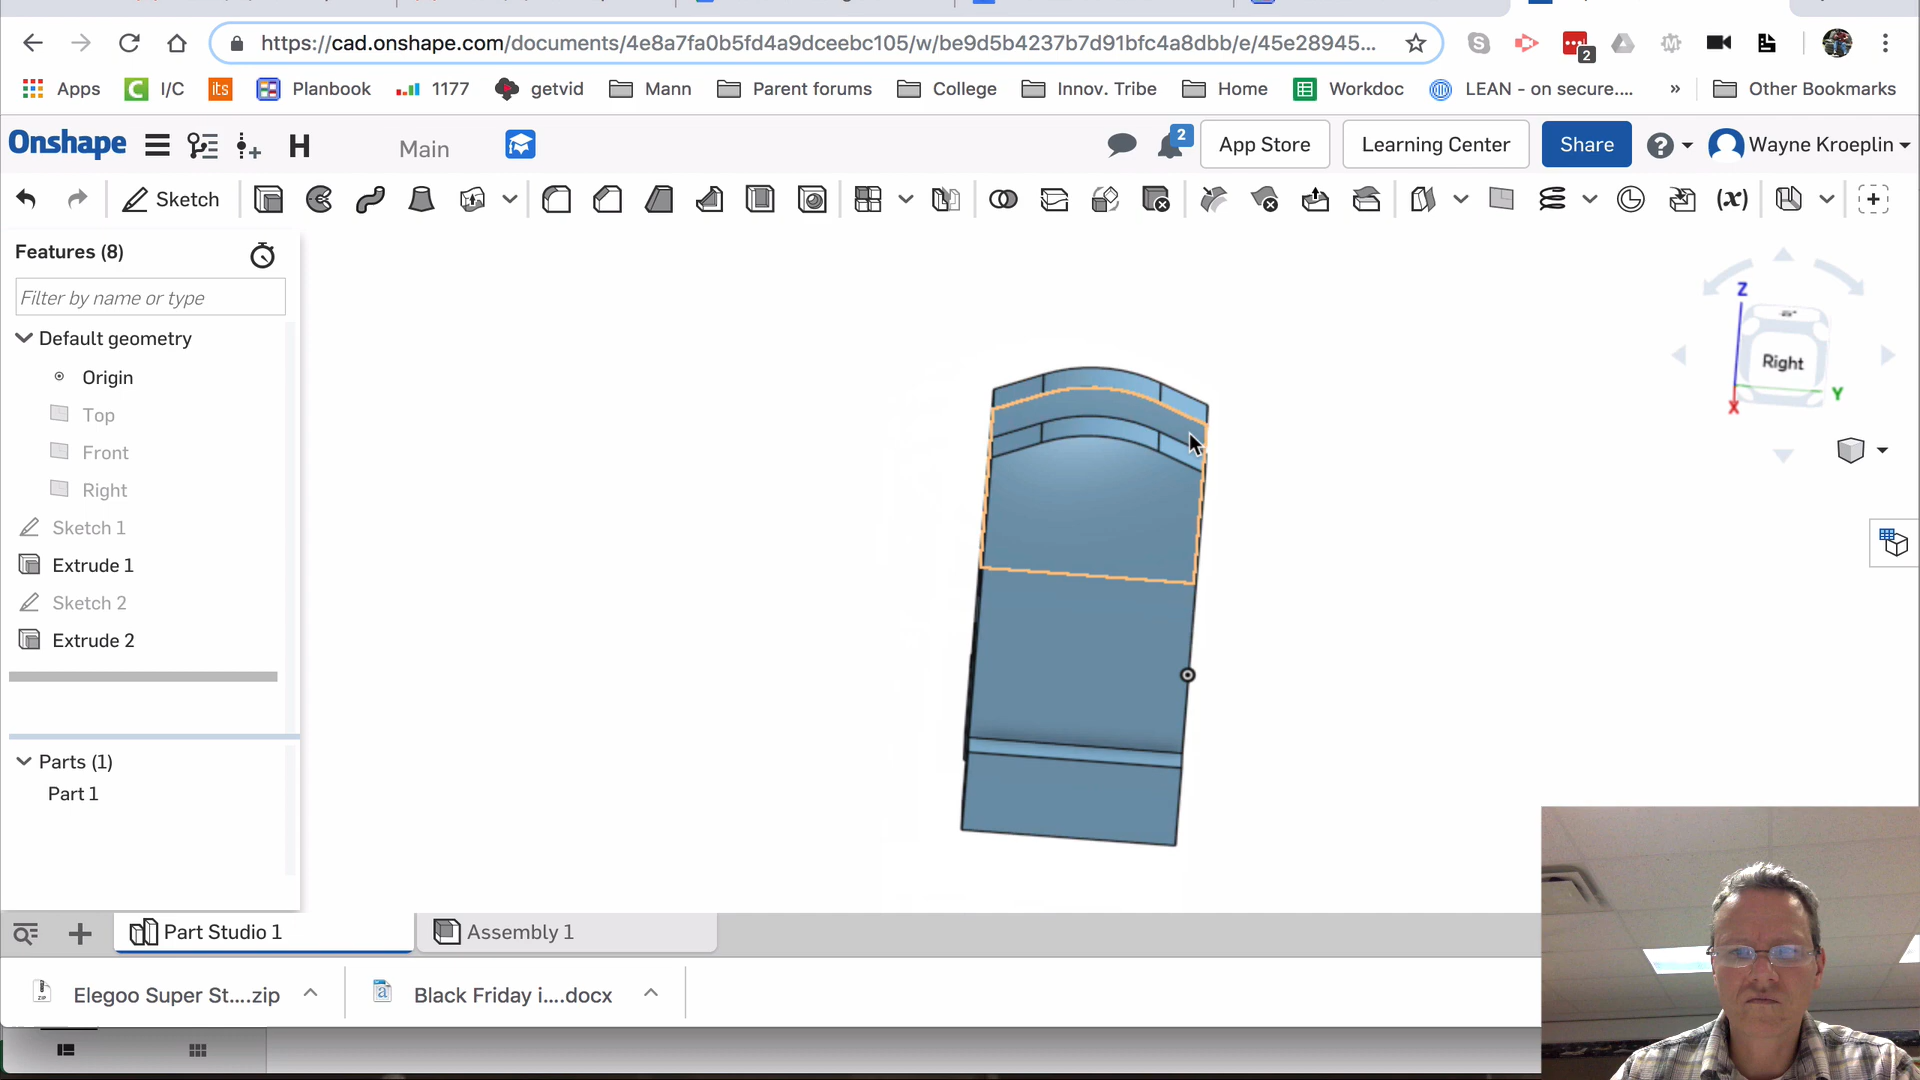 https://cad.onshape.com/documents/4e8a7fa0b5fd4a9dceebc105/w/be9d5b4237b7d91bfc4a8dbb/e/45e28945...
2
Apps
C I/C
its
Planbook
1177
getvid
Mann
Parent forums
College
Innov. Tribe
Home
Workdoc
LEAN - on secure....
»
Other Bookmarks
Onshape
H
Main
2
App Store
Learning Center
Share
Wayne Kroeplin
Sketch
(x)
Features (8)
Filter by name or type
Default geometry
Origin
Top
Front
Right
Sketch 1
Extrude 1
Sketch 2
Extrude 2
Parts (1)
Part 1
Z
Right
Y
X
Part Studio 1
Assembly 1
Elegoo Super St....zip
Black Friday i....docx